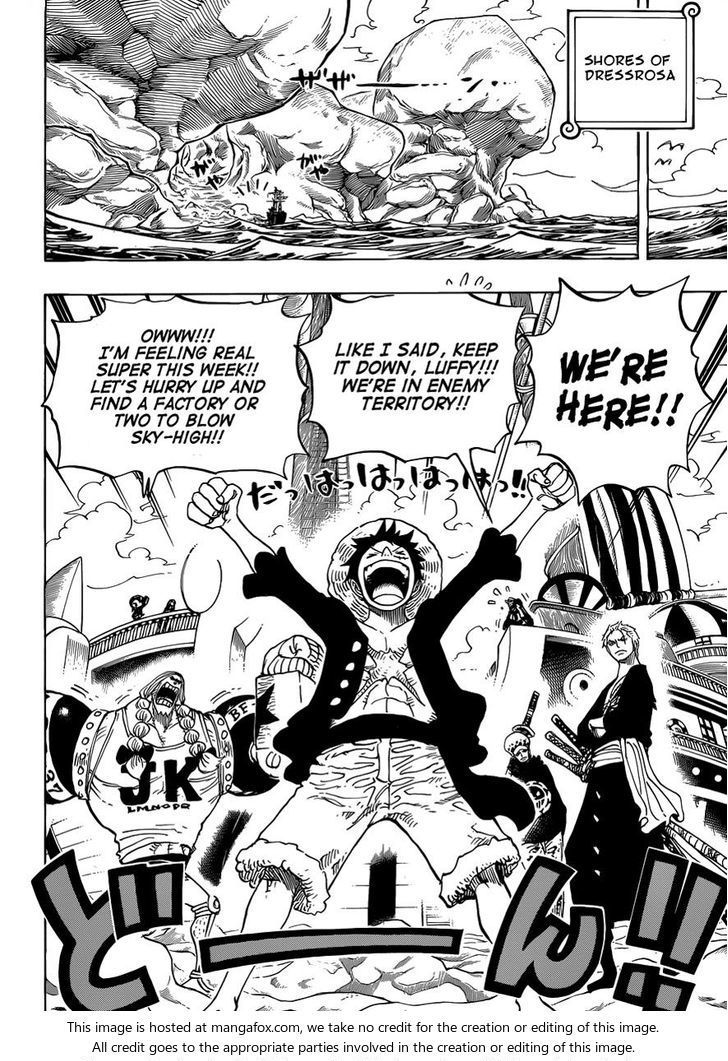 SHORES OF
DRESSROSA
ザザザ
WE'RE
HERE!!
LIKE I SAID, KEEP
IT DOWN, LUFFY!!!
WE'RE IN ENEMY
TERRITORY!!
OWWW!!!
I'M FEELING REAL
SUPER THIS WEEK!!
LET'S HURRY UP AND
FIND A FACTORY OR
TWO TO BLOW
SKY-HIGH!!
だっはっはっはっはっ!!
BF-
JK
LMNOPQ
どーん!!
This image is hosted at mangafox.com, we take no credit for the creation or editing of this image.
All credit goes to the appropriate parties involved in the creation or editing of this image.